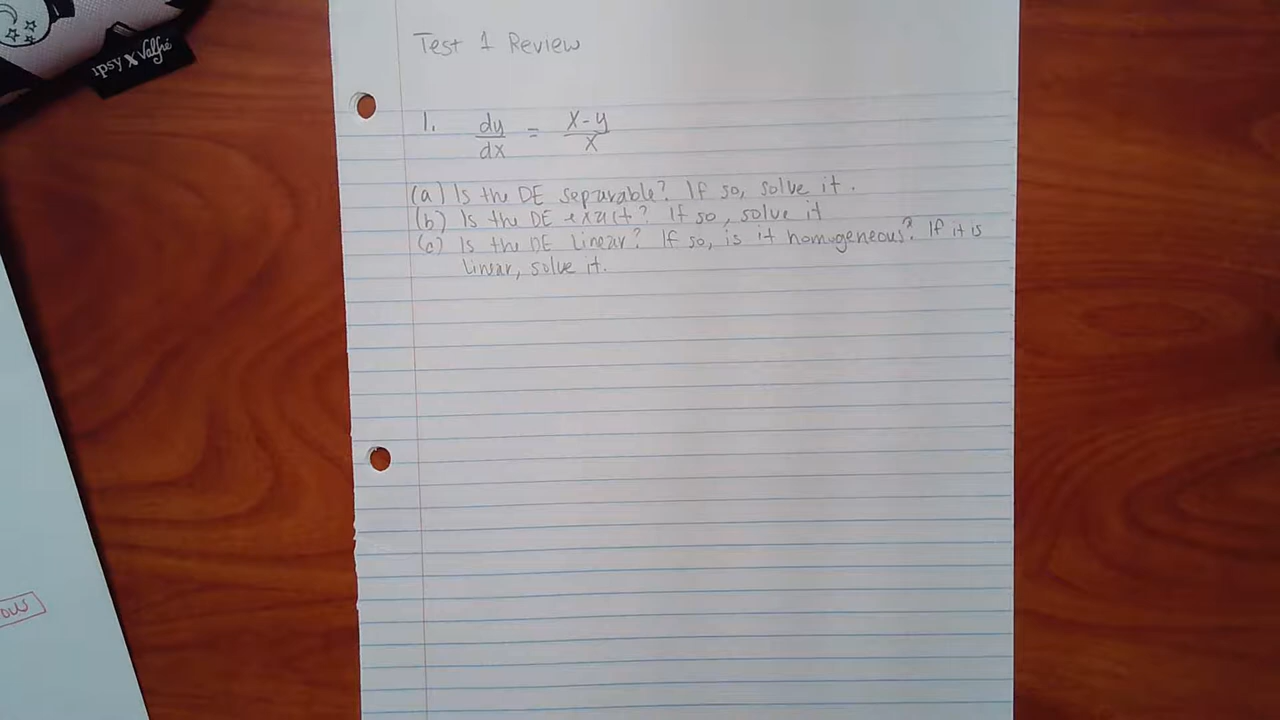 ipsy x Valfré
Test 1 Review
1. dy/dx = x-y/x
(a) Is the DE separable? If so, solve it.
(b) Is the DE exact? If so, solve it
(c) Is the DE Linear? If so, is it homogeneous? If it is
linear, solve it.